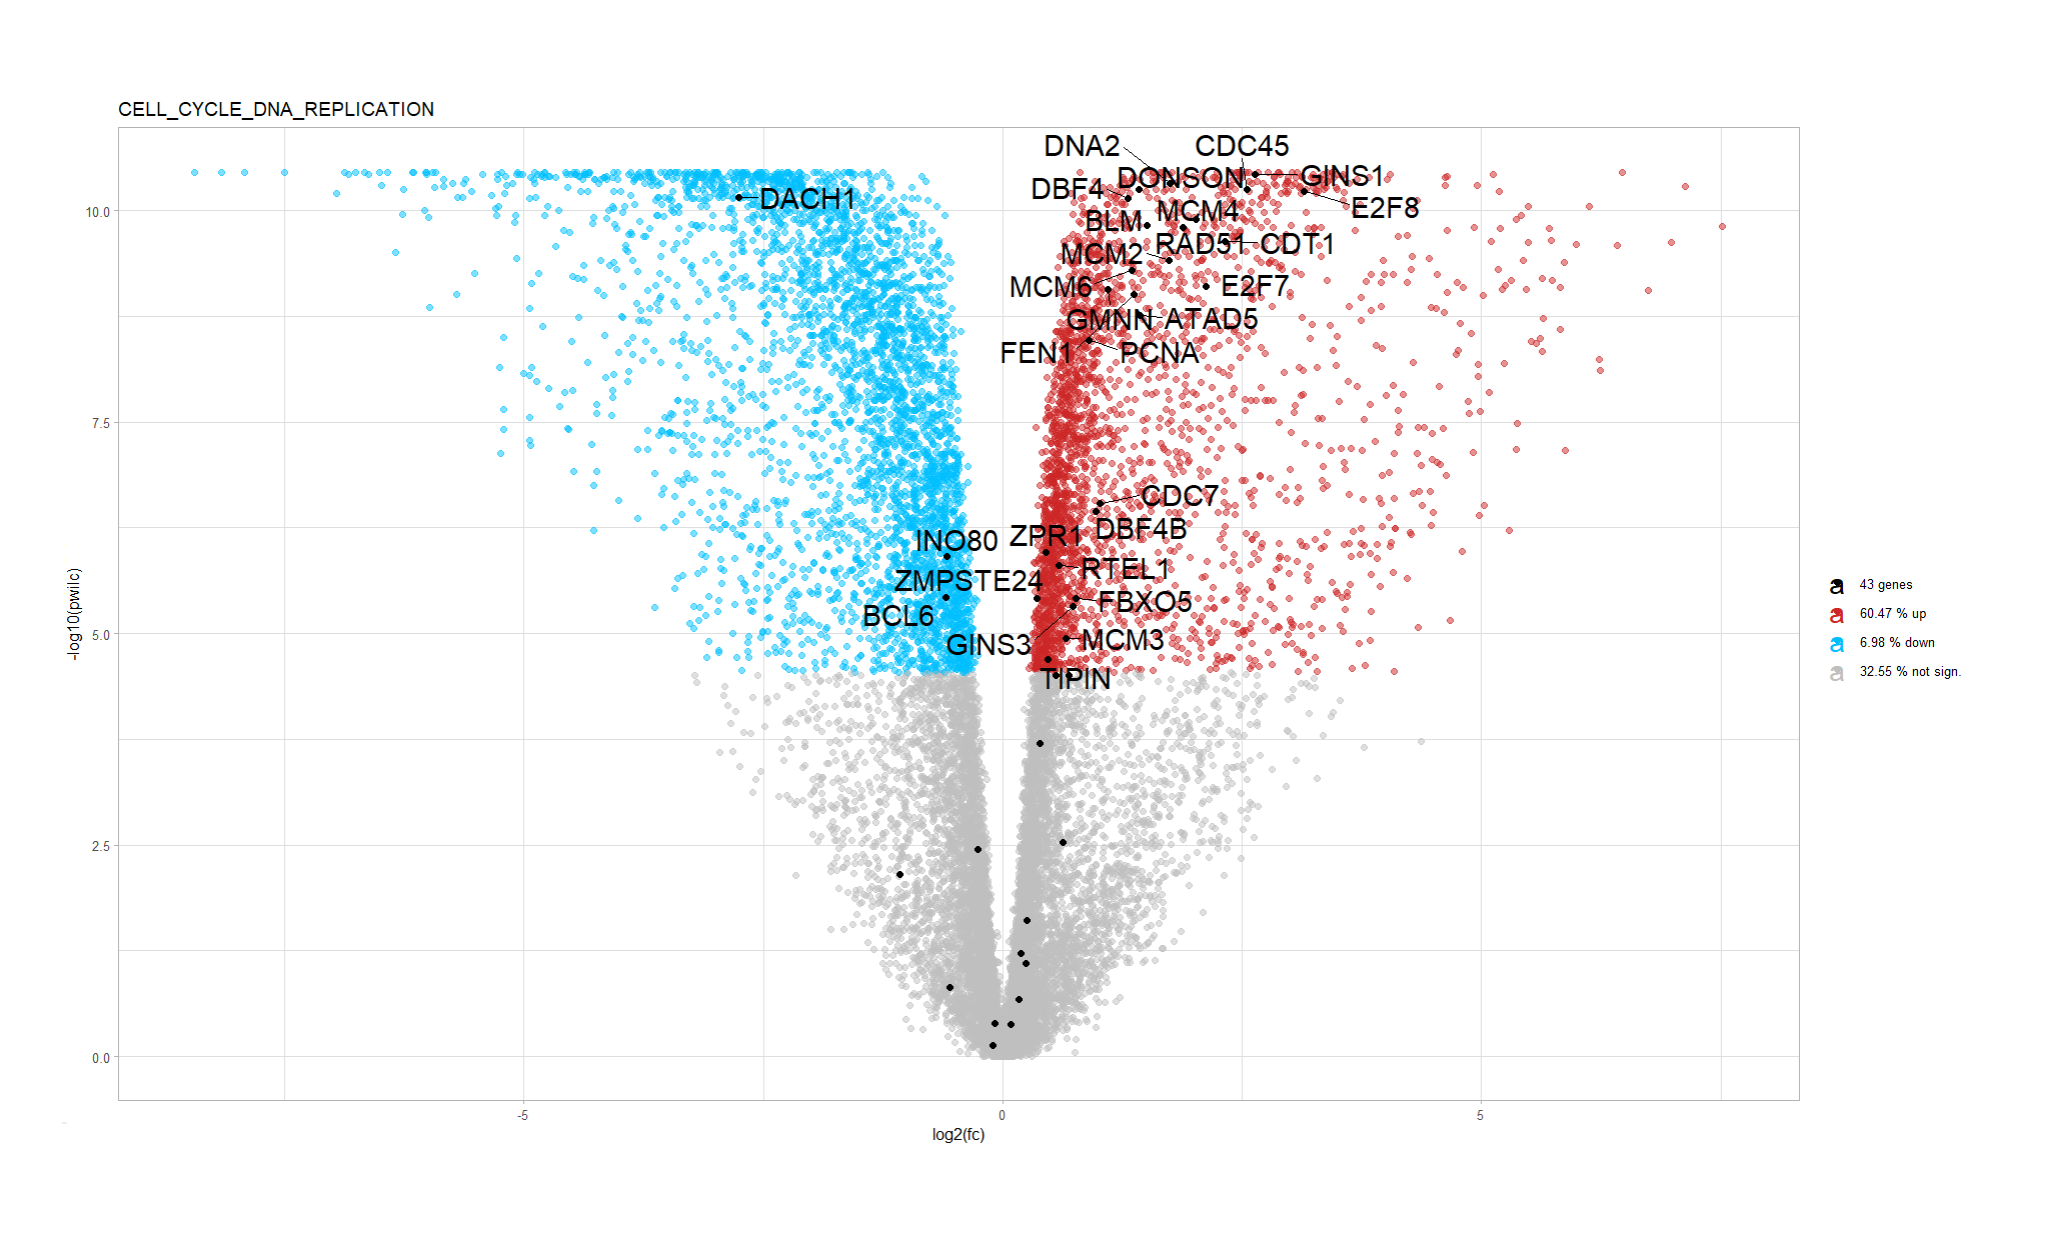 CELL_CYCLE_DNA_REPLICATION
DNA2
CDC45
DONSON
GINS1
DBF4
DACH1
E2F8
MCM4
BLM
RAD51
CDT1
MCM2
MCM6
E2F7
GMNN
ATAD5
FEN1
PCNA
CDC7
DBF4B
ZPR1
INO80
RTEL1
ZMPSTE24
FBXO5
BCL6
GINS3
MCM3
TIPIN
10.0
7.5
5.0
2.5
0.0
-log10(pwilc)
-5
0
5
log2(fc)
a 43 genes
a 60.47 % up
a 6.98 % down
a 32.55 % not sign.